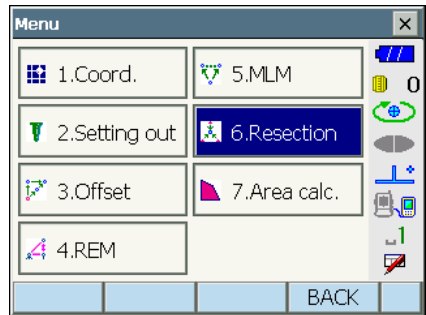 Menu
1.Coord.
5.MLM
0
2.Setting out
6.Resection
3.Offset
7.Area calc.
4.REM
1
BACK